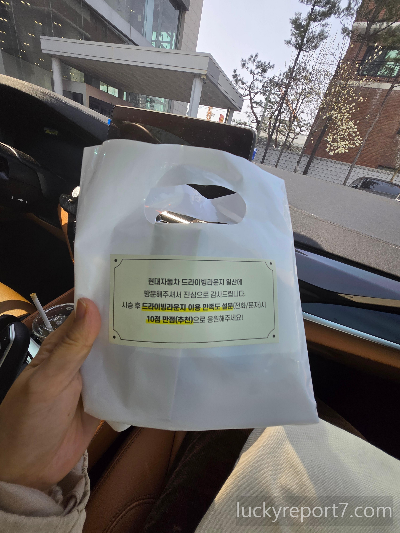 현대자동차 드라이빙라운지 일산에
방문해주셔서 진심으로 감사드립니다.
시승 후 드라이빙라운지 이용 만족도 설문(전화/문자)시
10점 만점(추천)으로 응원해주세요!
luckyreport7.com